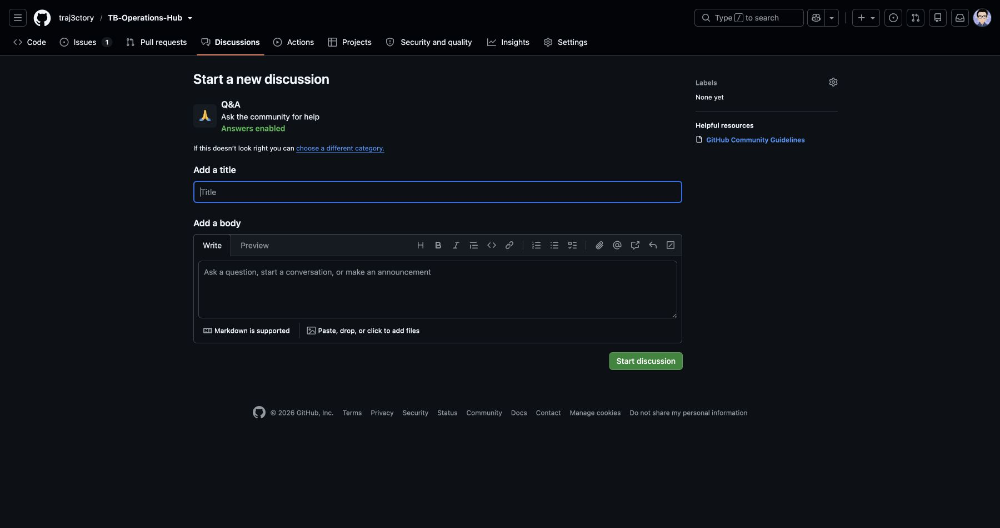 traj3ctory / TB-Operations-Hub
Type / to search
Code
Issues 1
Pull requests
Discussions
Actions
Projects
Security and quality
Insights
Settings
Start a new discussion
Q&A
Ask the community for help
Answers enabled
If this doesn’t look right you can choose a different category.
Add a title
Title
Add a body
Write
Preview
Ask a question, start a conversation, or make an announcement
Markdown is supported
Paste, drop, or click to add files
Start discussion
Labels
None yet
Helpful resources
GitHub Community Guidelines
© 2026 GitHub, Inc.
Terms
Privacy
Security
Status
Community
Docs
Contact
Manage cookies
Do not share my personal information